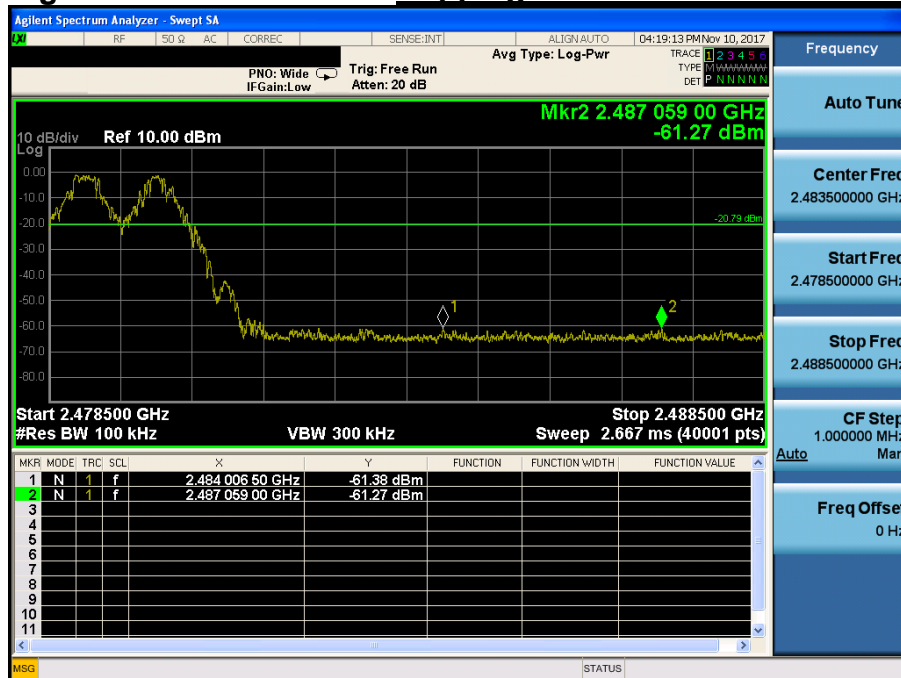 Agilent Spectrum Analyzer - Swept SA
LXI RF 50 Ω AC CORREC SENSE:INT ALIGN AUTO 04:19:13 PM Nov 10, 2017
Avg Type: Log-Pwr
TRACE 1 2 3 4 5 6
TYPE M WWWWW
DET P N N N N N
PNO: Wide
IFGain:Low
Trig: Free Run
Atten: 20 dB
Mkr2 2.487 059 00 GHz
-61.27 dBm
10 dB/div
Log
Ref 10.00 dBm
0.00
-10.0
-20.0
-30.0
-40.0
-50.0
-60.0
-70.0
-80.0
-20.79 dBm
1
2
Start 2.478500 GHz
Stop 2.488500 GHz
#Res BW 100 kHz
VBW 300 kHz
Sweep 2.667 ms (40001 pts)
MKR MODE TRC SCL X Y FUNCTION FUNCTION WIDTH FUNCTION VALUE
1 N 1 f 2.484 006 50 GHz -61.38 dBm
2 N 1 f 2.487 059 00 GHz -61.27 dBm
3
4
5
6
7
8
9
10
11
MSG
STATUS
Frequency
Auto Tune
Center Freq
2.483500000 GHz
Start Freq
2.478500000 GHz
Stop Freq
2.488500000 GHz
CF Step
1.000000 MHz
Auto Man
Freq Offset
0 Hz